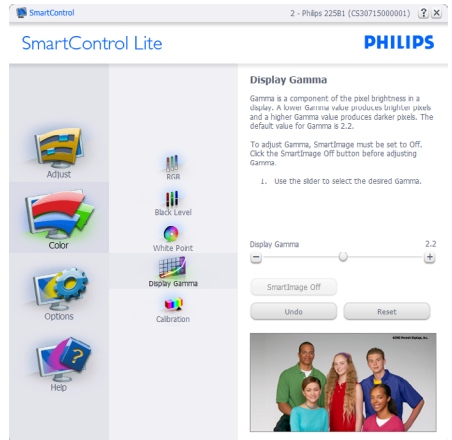 SmartControl
2 - Philips 225B1 (CS30715000001)
?
SmartControl Lite
PHILIPS
Adjust
Color
Options
Help
RGB
Black Level
White Point
Display Gamma
Calibration
Display Gamma
Gamma is a component of the pixel brightness in a
display. A lower Gamma value produces brighter pixels
and a higher Gamma value produces darker pixels. The
default value for Gamma is 2.2.
To adjust Gamma, SmartImage must be set to Off.
Click the SmartImage Off button before adjusting
Gamma.
1. Use the slider to select the desired Gamma.
Display Gamma 2.2
SmartImage Off
Undo Reset